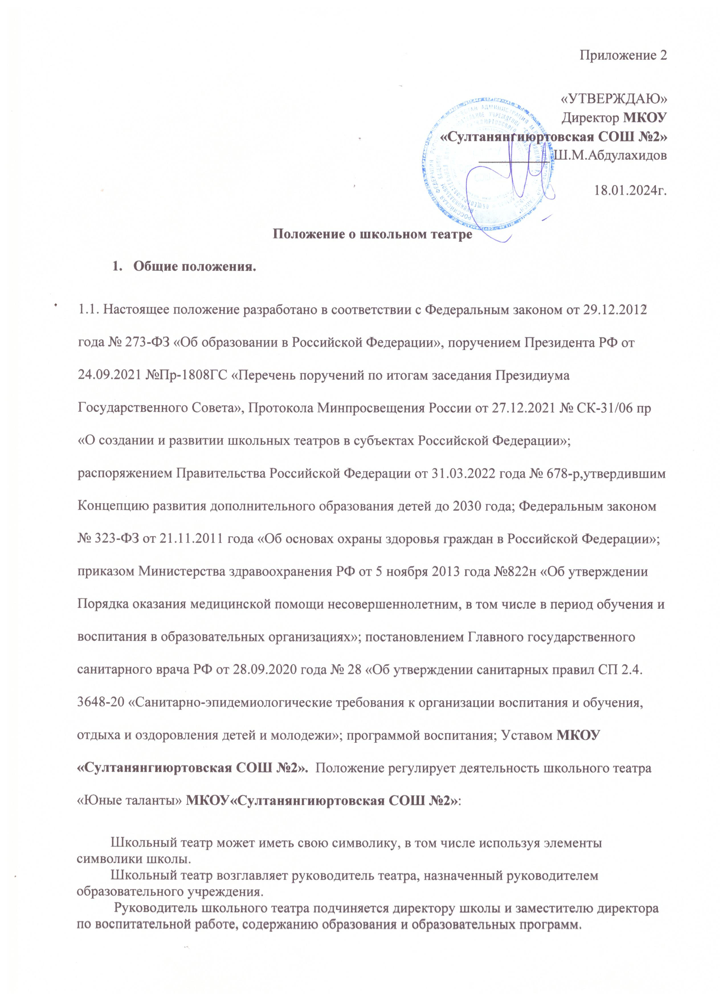 Приложение 2
«УТВЕРЖДАЮ»
Директор МКОУ
«Султанянгиюртовская СОШ №2»
__________Ш.М.Абдулахидов
18.01.2024г.
Положение о школьном театре
1. Общие положения.
1.1. Настоящее положение разработано в соответствии с Федеральным законом от 29.12.2012
года № 273-ФЗ «Об образовании в Российской Федерации», поручением Президента РФ от
24.09.2021 №Пр-1808ГС «Перечень поручений по итогам заседания Президиума
Государственного Совета», Протокола Минпросвещения России от 27.12.2021 № СК-31/06 пр
«О создании и развитии школьных театров в субъектах Российской Федерации»;
распоряжением Правительства Российской Федерации от 31.03.2022 года № 678-р,утвердившим
Концепцию развития дополнительного образования детей до 2030 года; Федеральным законом
№ 323-ФЗ от 21.11.2011 года «Об основах охраны здоровья граждан в Российской Федерации»;
приказом Министерства здравоохранения РФ от 5 ноября 2013 года №822н «Об утверждении
Порядка оказания медицинской помощи несовершеннолетним, в том числе в период обучения и
воспитания в образовательных организациях»; постановлением Главного государственного
санитарного врача РФ от 28.09.2020 года № 28 «Об утверждении санитарных правил СП 2.4.
3648-20 «Санитарно-эпидемиологические требования к организации воспитания и обучения,
отдыха и оздоровления детей и молодежи»; программой воспитания; Уставом МКОУ
«Султанянгиюртовская СОШ №2». Положение регулирует деятельность школьного театра
«Юные таланты» МКОУ«Султанянгиюртовская СОШ №2»:
Школьный театр может иметь свою символику, в том числе используя элементы
символики школы.
Школьный театр возглавляет руководитель театра, назначенный руководителем
образовательного учреждения.
Руководитель школьного театра подчиняется директору школы и заместителю директора
по воспитательной работе, содержанию образования и образовательных программ.